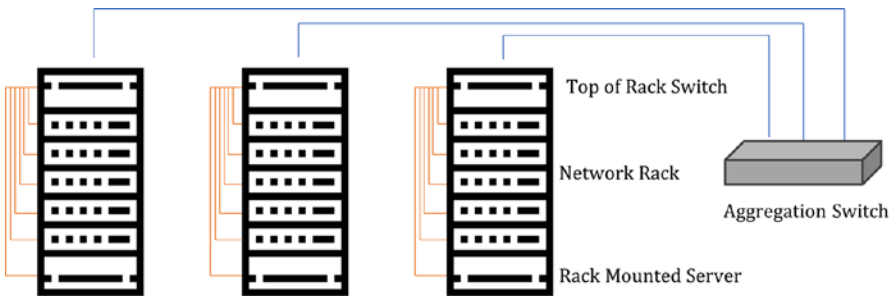 Top of Rack Switch
Network Rack
Aggregation Switch
Rack Mounted Server